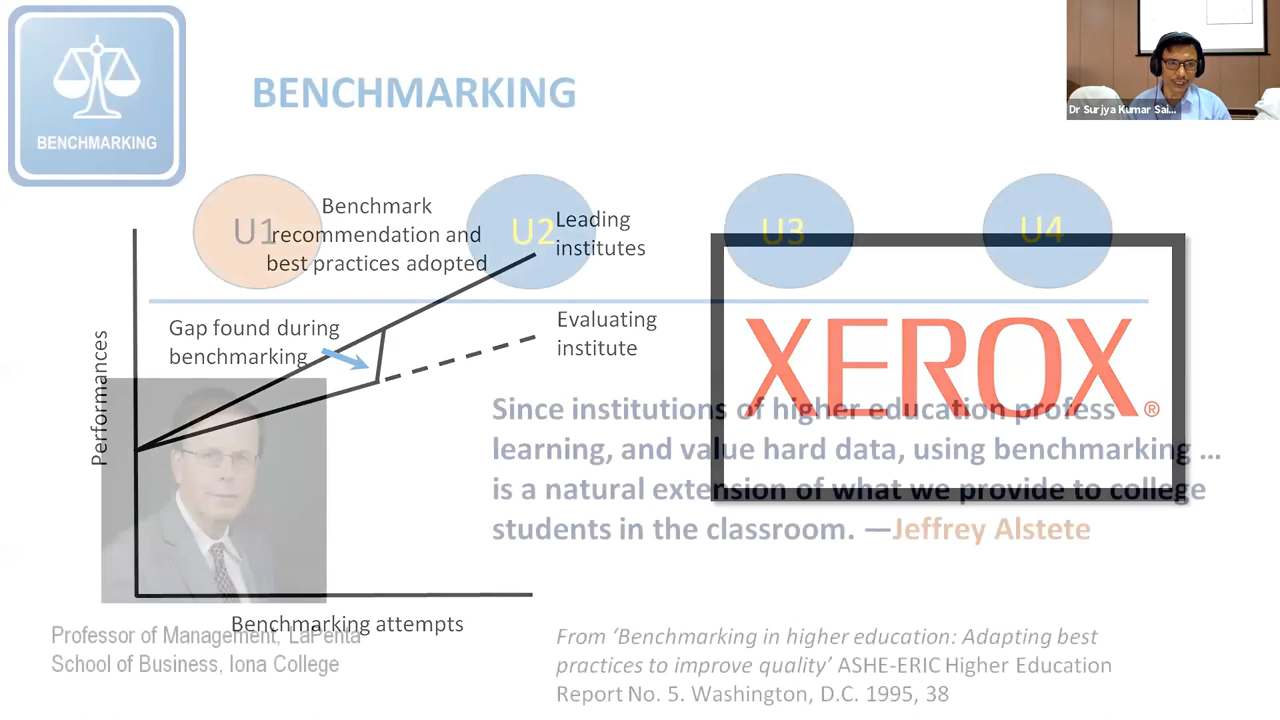 BENCHMARKING
BENCHMARKING
Dr Surjya Kumar Sai...
U1
U2
U3
U4
Benchmark
recommendation and
best practices adopted
Leading
institutes
Gap found during
benchmarking
Evaluating
institute
Performances
Benchmarking attempts
XEROX®
Since institutions of higher education profess
learning, and value hard data, using benchmarking ...
is a natural extension of what we provide to college
students in the classroom. —Jeffrey Alstete
Professor of Management, LaPenta
School of Business, Iona College
From ‘Benchmarking in higher education: Adapting best
practices to improve quality’ ASHE-ERIC Higher Education
Report No. 5. Washington, D.C. 1995, 38